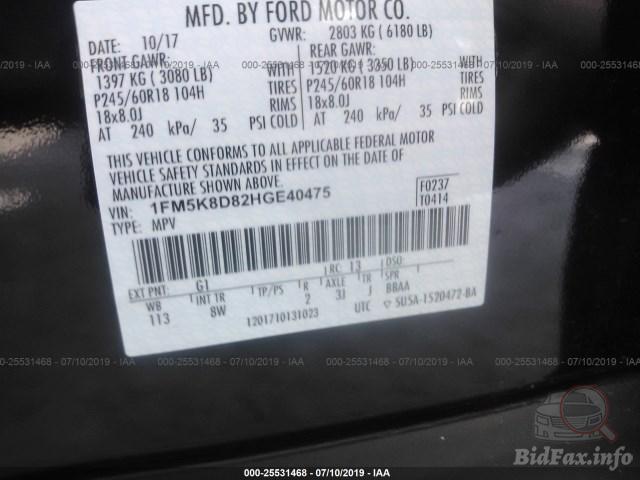 MFD. BY FORD MOTOR CO.
DATE: 10/17 GVWR: 2803 KG ( 6180 LB)
FRONT GAWR: REAR GAWR:
1397 KG ( 3080 LB) WITH 1520 KG ( 3350 LB) WITH
P245/60R18 104H TIRES P245/60R18 104H TIRES
18x8.0J RIMS 18x8.0J RIMS
AT 240 kPa/ 35 PSI COLD AT 240 kPa/ 35 PSI COLD
THIS VEHICLE CONFORMS TO ALL APPLICABLE FEDERAL MOTOR
VEHICLE SAFETY STANDARDS IN EFFECT ON THE DATE OF
MANUFACTURE SHOWN ABOVE.
VIN: 1FM5K8D82HGE40475 F0237
TYPE: MPV T0414
EXT PNT: G1 RC: 13 DSO:
WB INT TR TP/PS R AXLE TR SPR
113 8W 2 3J J BBAA
1201710131023 UTC 5U5A-1520472-BA
000-25531468 - 07/10/2019 - IAA
BidFax.info